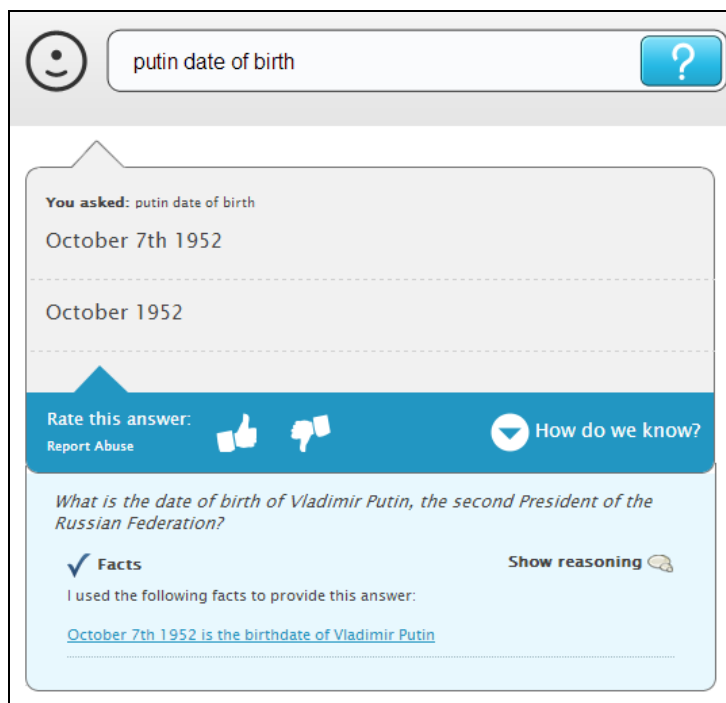 putin date of birth
?
You asked: putin date of birth
October 7th 1952
October 1952
Rate this answer:
How do we know?
Report Abuse
What is the date of birth of Vladimir Putin, the second President of the
Russian Federation?
Facts
Show reasoning
I used the following facts to provide this answer:
October 7th 1952 is the birthdate of Vladimir Putin